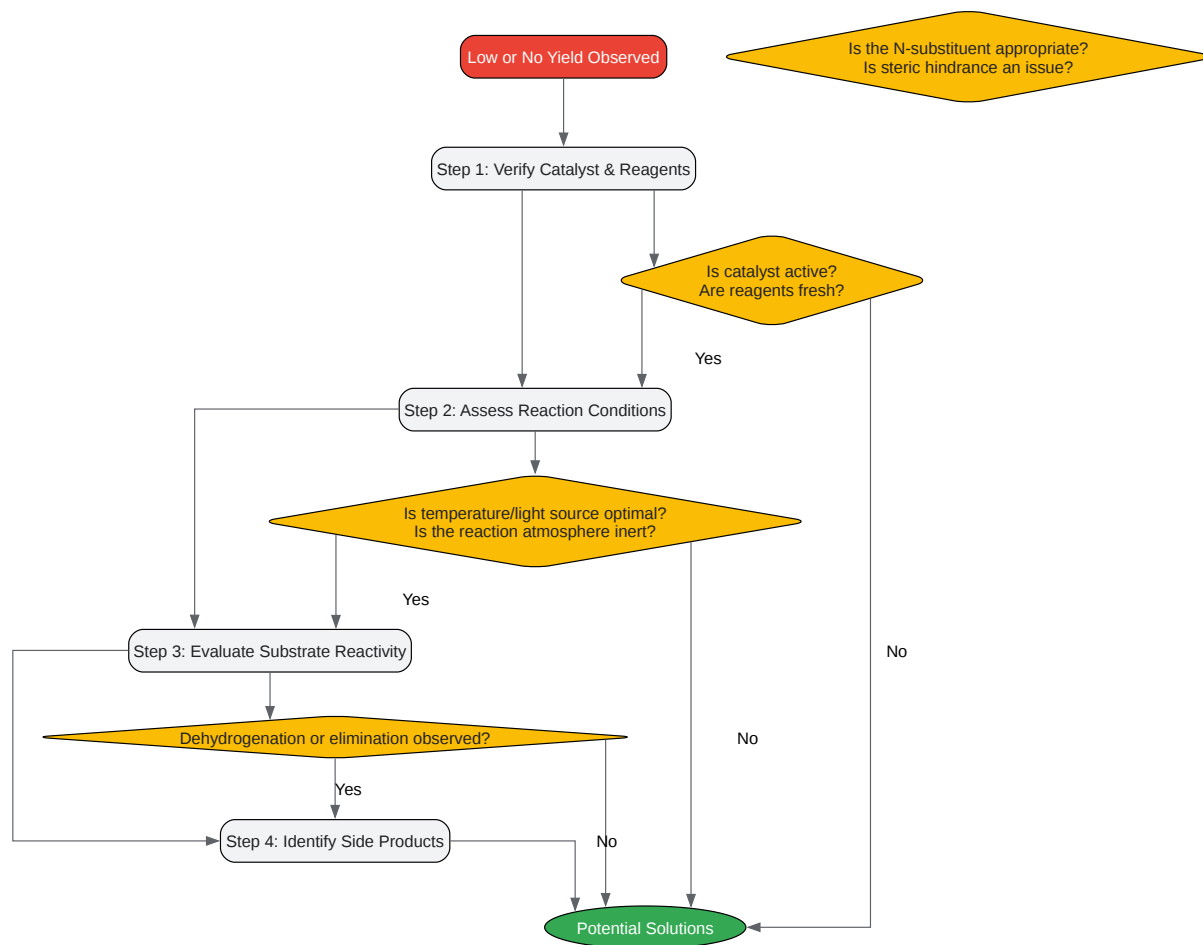 Low or No Yield Observed
Is the N-substituent appropriate?
Is steric hindrance an issue?
Step 1: Verify Catalyst & Reagents
Is catalyst active?
Are reagents fresh?
Yes
Step 2: Assess Reaction Conditions
Is temperature/light source optimal?
Is the reaction atmosphere inert?
Yes
Step 3: Evaluate Substrate Reactivity
No
Dehydrogenation or elimination observed?
No
Yes
Step 4: Identify Side Products
No
Potential Solutions